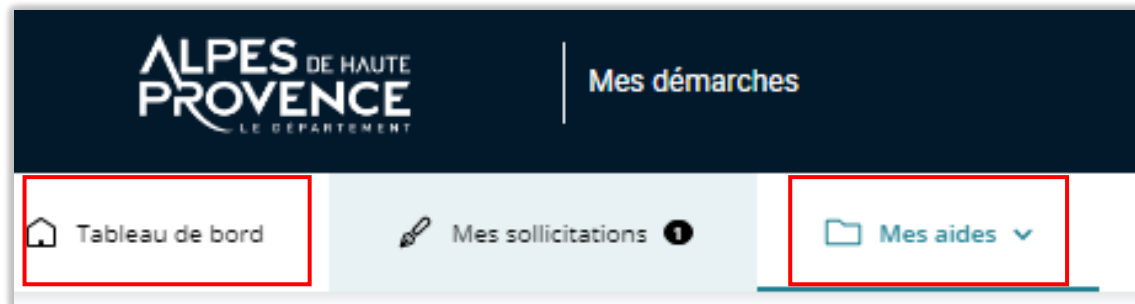 ALPES DE HAUTE
PROVENCE
LE DÉPARTEMENT
Mes démarches
Tableau de bord
Mes sollicitations 1
Mes aides